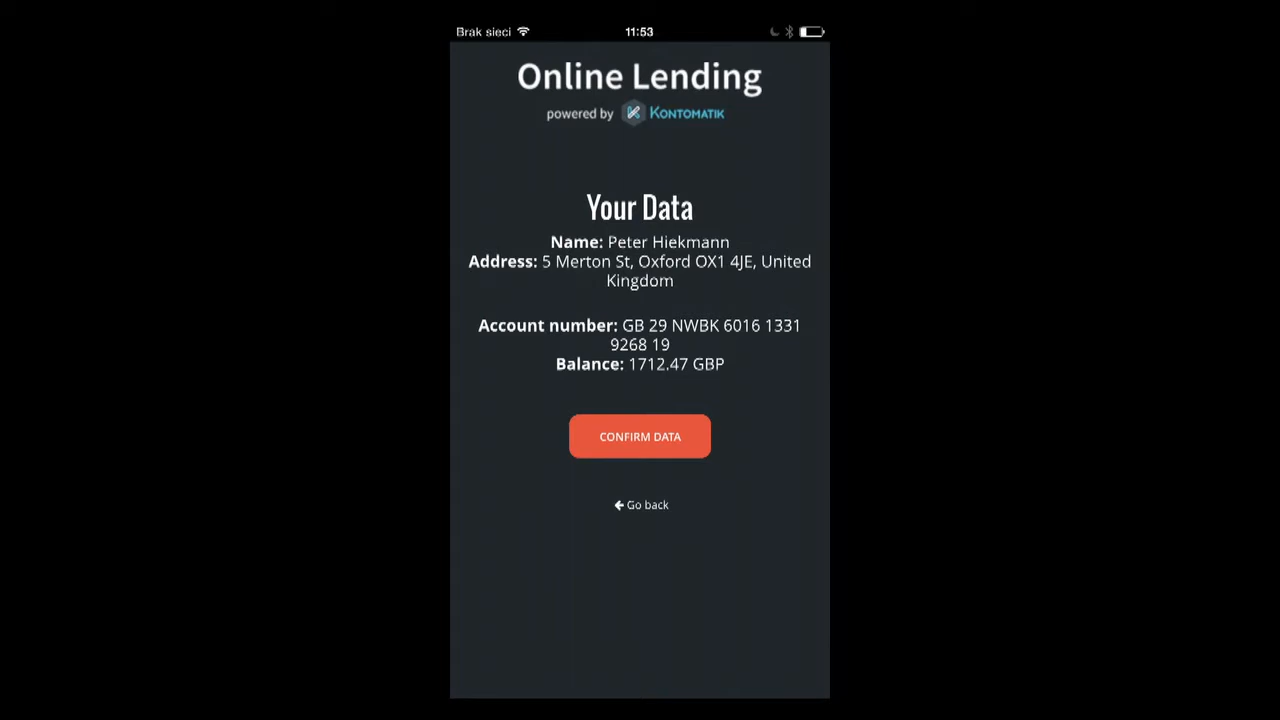 Brak sieci 11:53
Online Lending
powered by KONTOMATIK
Your Data
Name: Peter Hiekmann
Address: 5 Merton St, Oxford OX1 4JE, United
Kingdom
Account number: GB 29 NWBK 6016 1331
9268 19
Balance: 1712.47 GBP
CONFIRM DATA
Go back